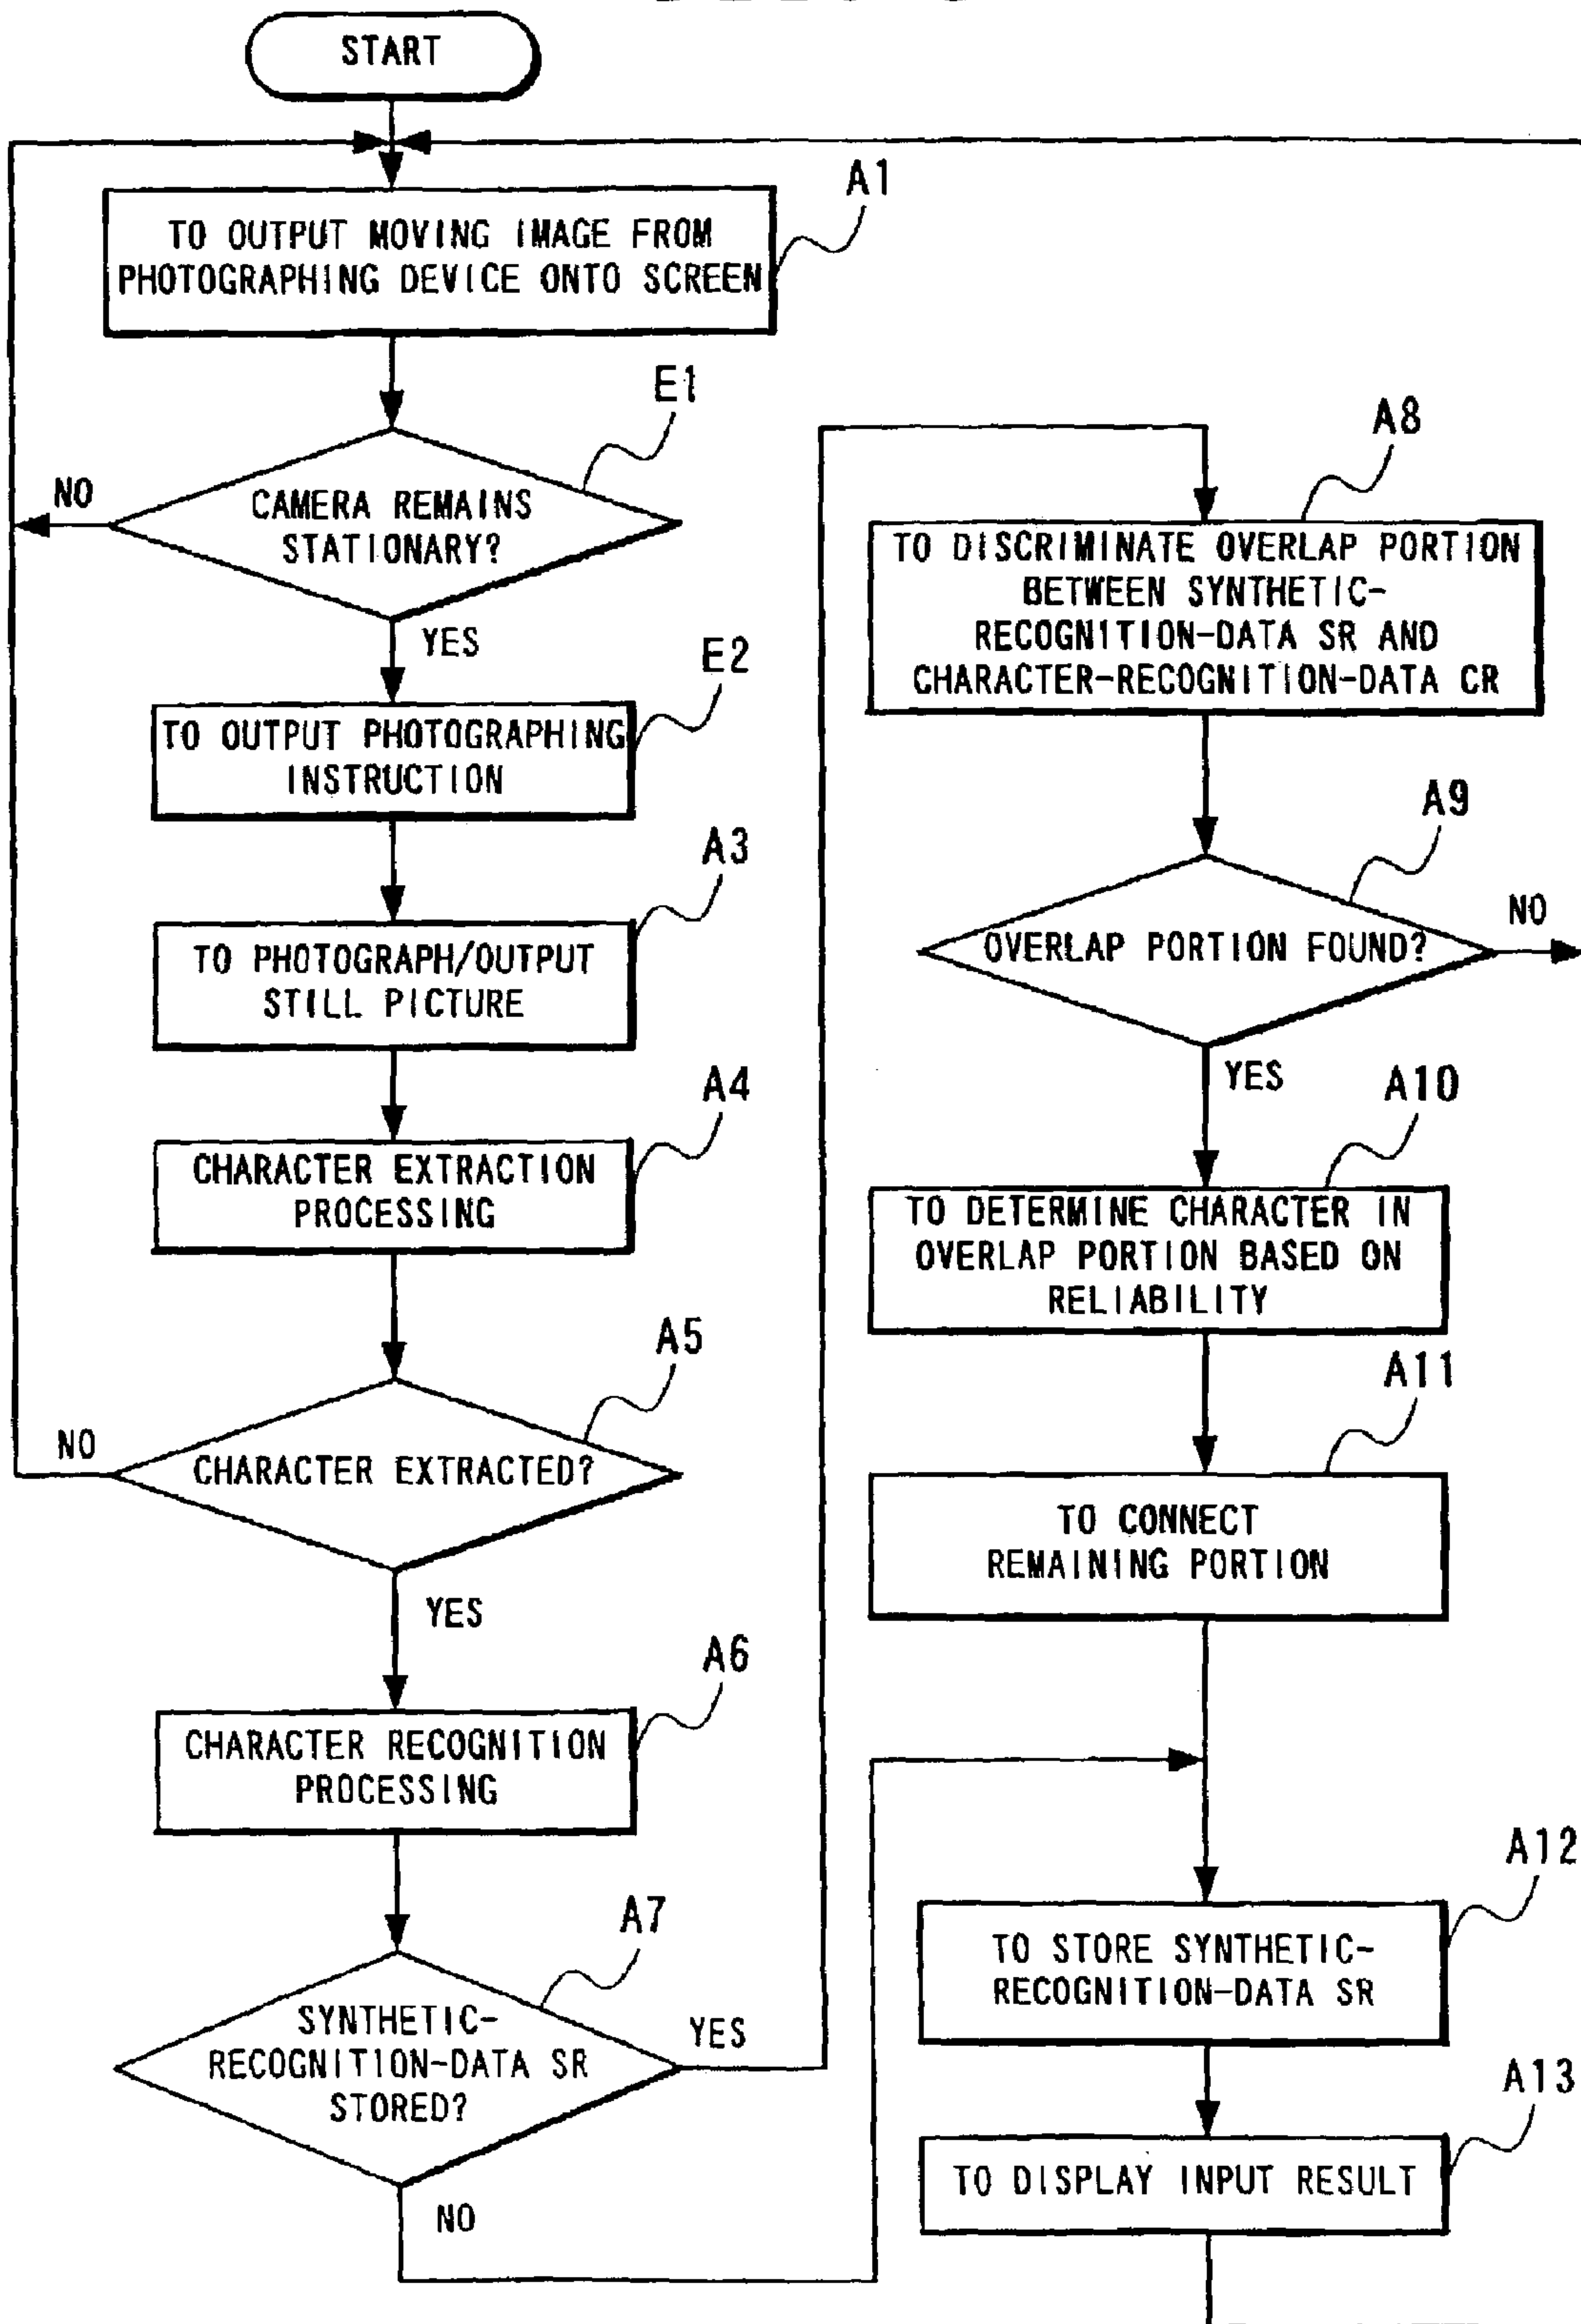 START
A1
TO OUTPUT MOVING IMAGE FROM
PHOTOGRAPHING DEVICE ONTO SCREEN
E1
NO
CAMERA REMAINS
STATIONARY?
YES
E2
TO OUTPUT PHOTOGRAPHING
INSTRUCTION
A3
TO PHOTOGRAPH/OUTPUT
STILL PICTURE
A4
CHARACTER EXTRACTION
PROCESSING
A5
NO
CHARACTER EXTRACTED?
YES
A6
CHARACTER RECOGNITION
PROCESSING
A7
SYNTHETIC-
RECOGNITION-DATA SR
STORED?
YES
NO
A8
TO DISCRIMINATE OVERLAP PORTION
BETWEEN SYNTHETIC-
RECOGNITION-DATA SR AND
CHARACTER-RECOGNITION-DATA CR
A9
NO
OVERLAP PORTION FOUND?
YES
A10
TO DETERMINE CHARACTER IN
OVERLAP PORTION BASED ON
RELIABILITY
A11
TO CONNECT
REMAINING PORTION
A12
TO STORE SYNTHETIC-
RECOGNITION-DATA SR
A13
TO DISPLAY INPUT RESULT